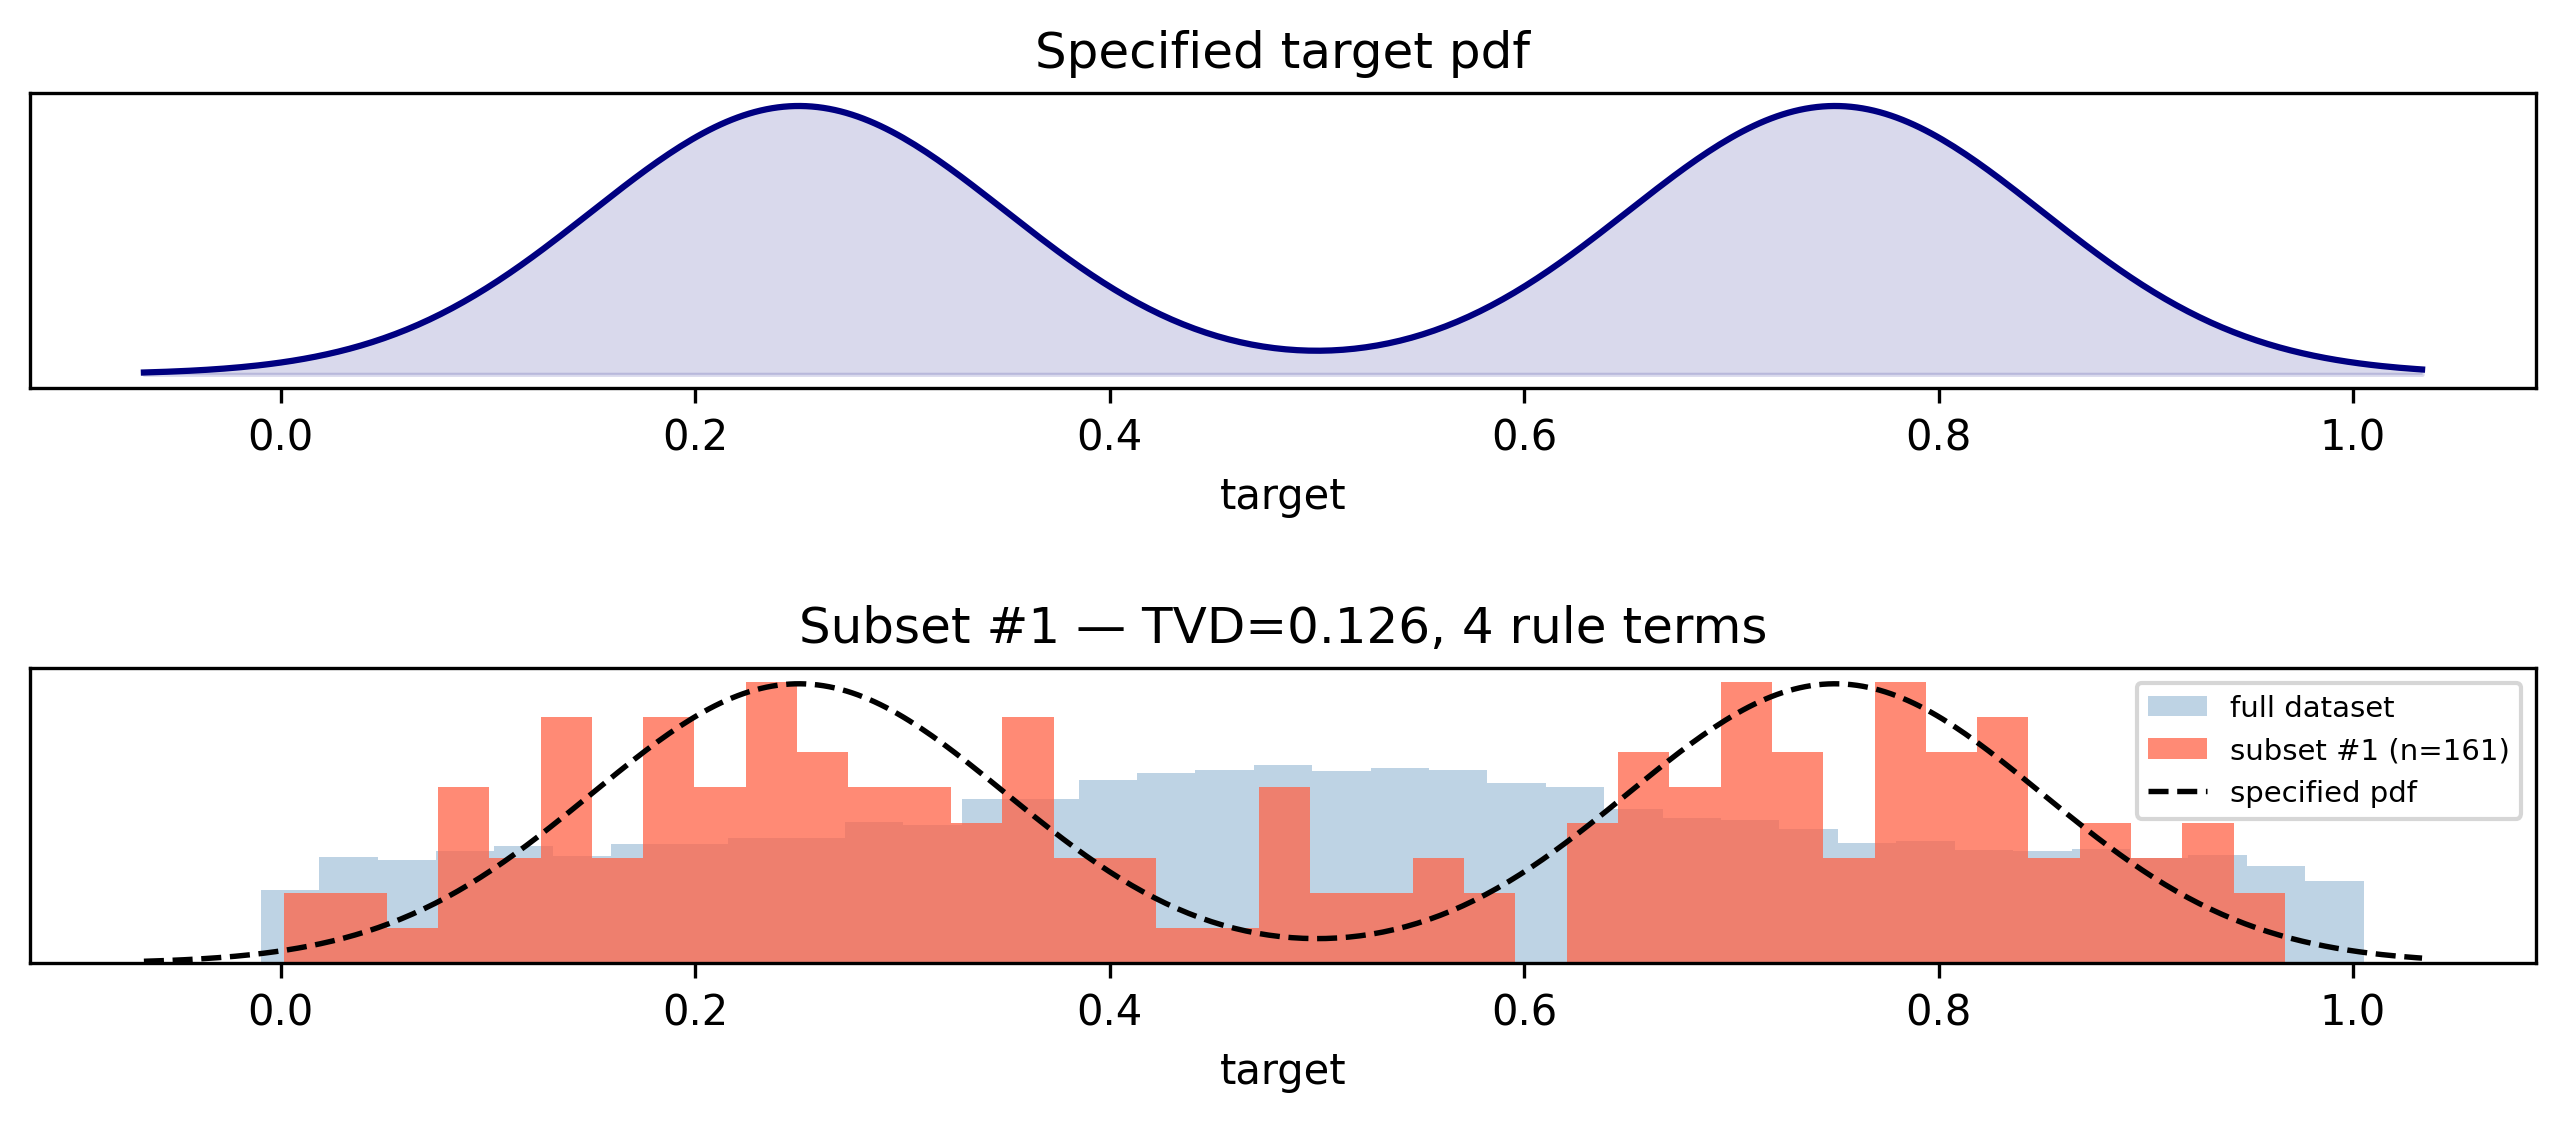 Specified target pdf
0.0 0.2 0.4 0.6 0.8 1.0
target
Subset #1 — TVD=0.126, 4 rule terms
full dataset
subset #1 (n=161)
specified pdf
0.0 0.2 0.4 0.6 0.8 1.0
target